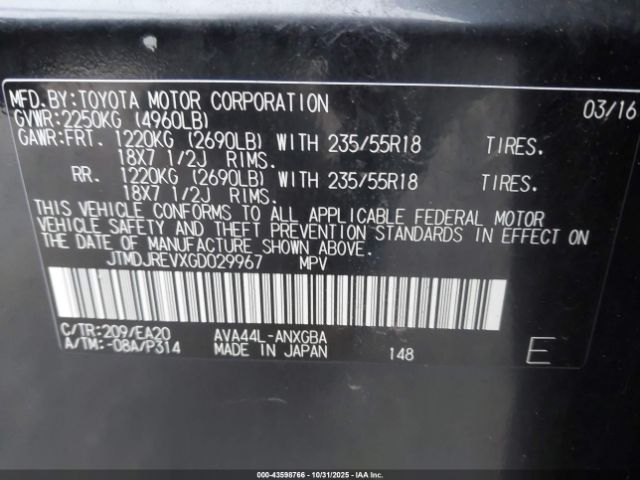 MFD.BY:TOYOTA MOTOR CORPORATION 03/16
GVWR:2250KG (4960LB)
GAWR:FRT. 1220KG (2690LB) WITH 235/55R18 TIRES.
18X7 1/2J RIMS.
RR. 1220KG (2690LB) WITH 235/55R18 TIRES.
18X7 1/2J RIMS.
THIS VEHICLE CONFORMS TO ALL APPLICABLE FEDERAL MOTOR
VEHICLE SAFETY AND THEFT PREVENTION STANDARDS IN EFFECT ON
THE DATE OF MANUFACTURE SHOWN ABOVE.
JTMDJREVXGD029967 MPV
C/TR:209/EA20 AVA44L-ANXGBA
A/TM:-08A/P314 MADE IN JAPAN 148 E
000-43598766 - 10/31/2025 - COPART.COM